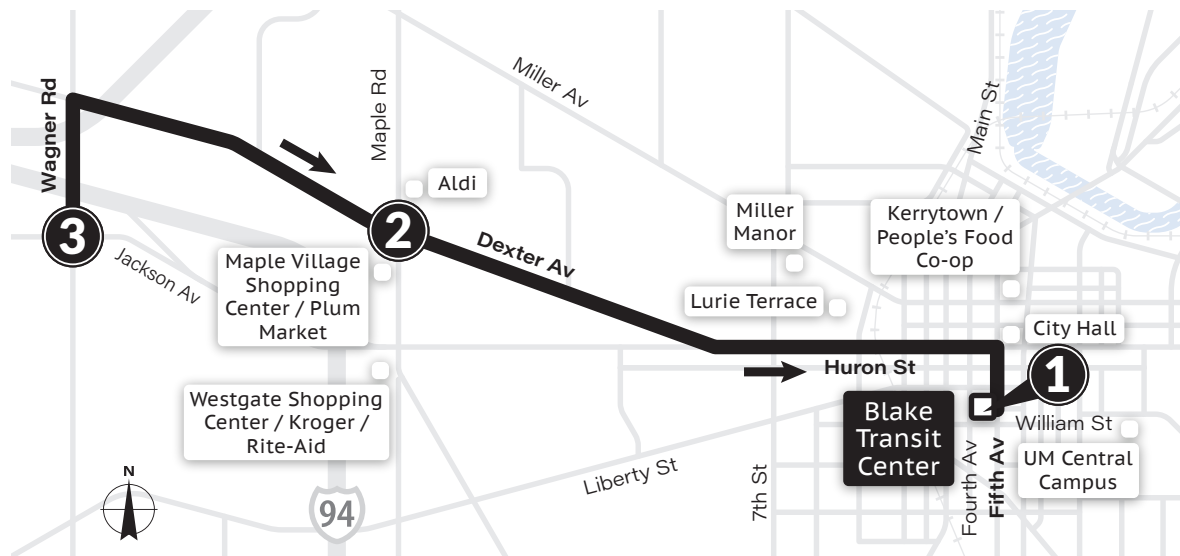 Wagner Rd
Maple Rd
Miller Av
Main St
Aldi
3
2
Jackson Av
Maple Village
Shopping
Center / Plum
Market
Dexter Av
Miller
Manor
Kerrytown /
People's Food
Co-op
Lurie Terrace
City Hall
Huron St
1
Westgate Shopping
Center / Kroger /
Rite-Aid
Blake
Transit
Center
William St
UM Central
Campus
Liberty St
7th St
Fourth Av
Fifth Av
N
94